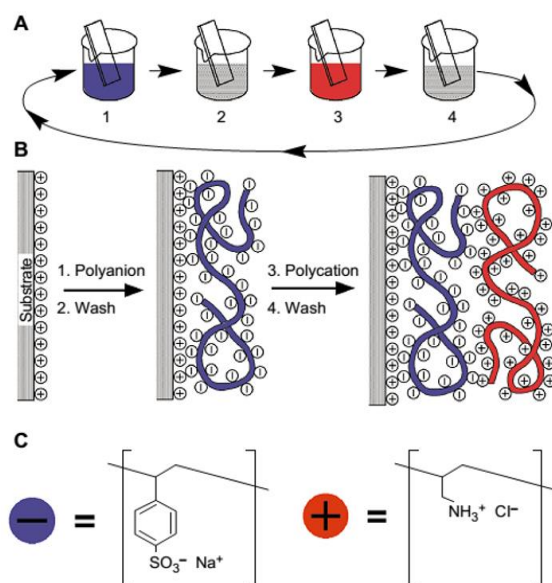 A
1 2 3 4
B
Substrate
1. Polyanion
2. Wash
3. Polycation
4. Wash
C
− =
SO₃⁻ Na⁺
+ =
NH₃⁺ Cl⁻